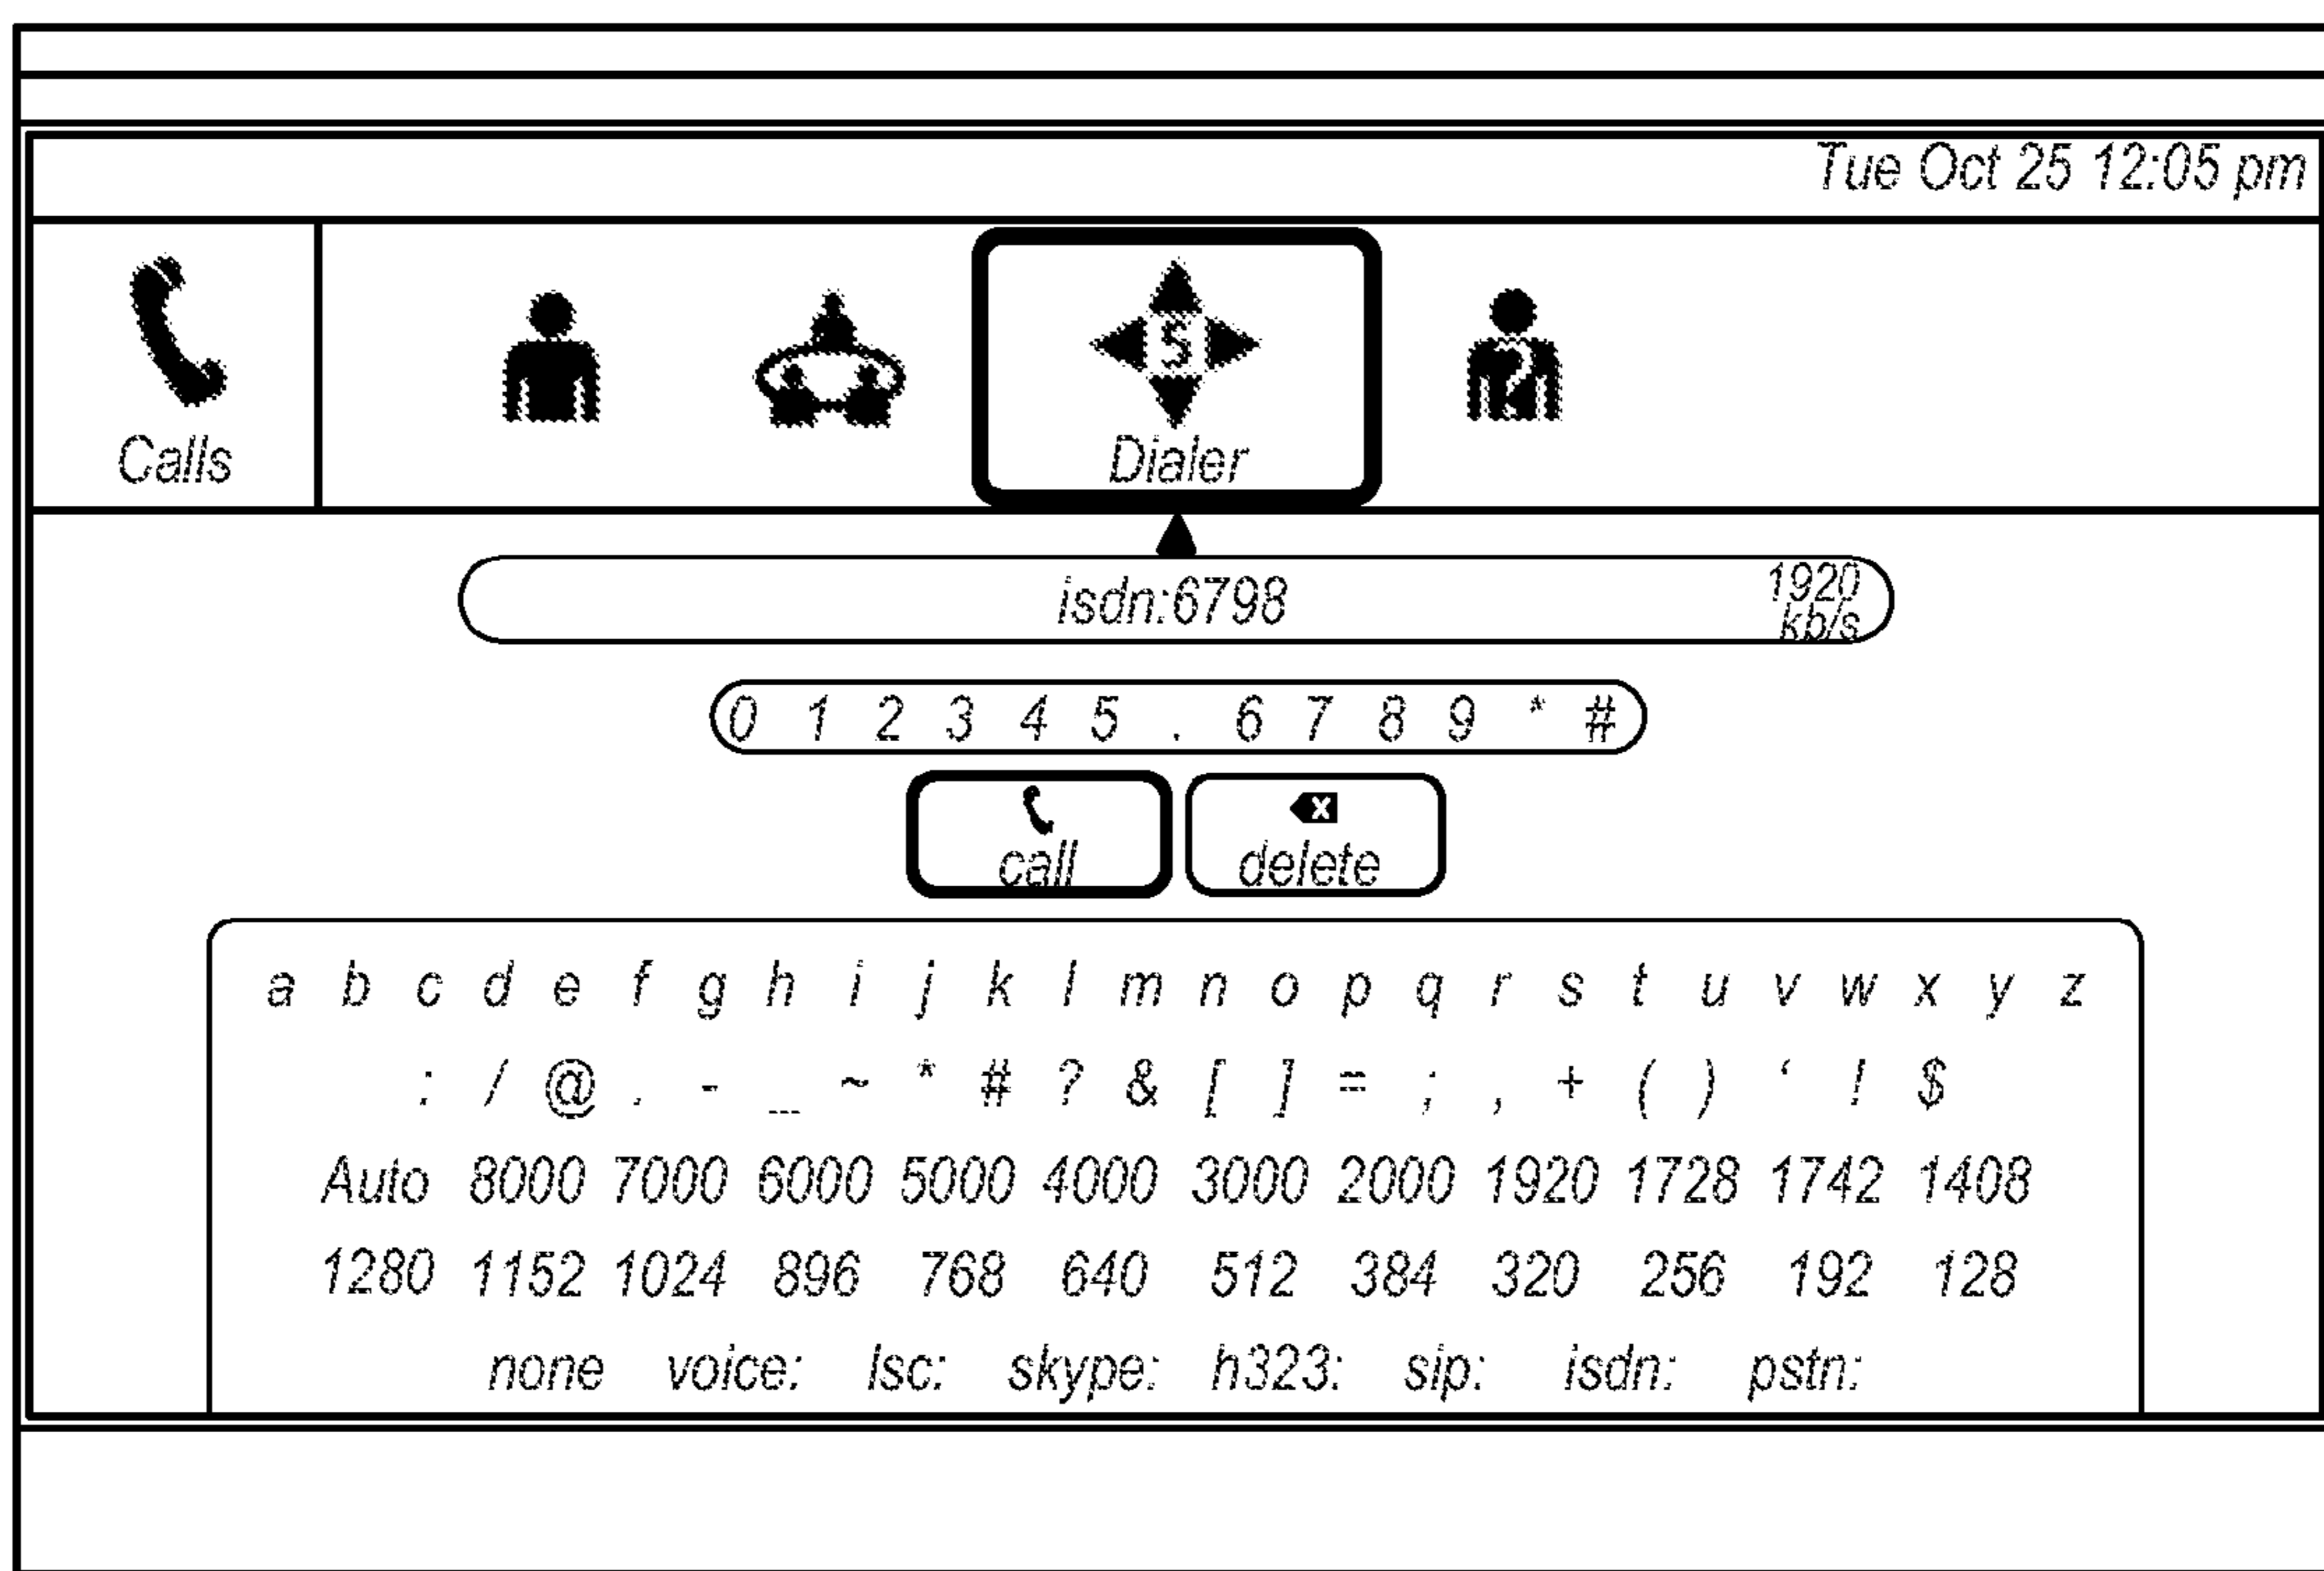 Tue Oct 25 12:05 pm
S
Calls
Dialer
isdn:6798
1920
kb/s
0 1 2 3 4 5 . 6 7 8 9 * #
call
x
delete
a b c d e f g h i j k l m n o p q r s t u v w x y z
: / @ . - _ ~ * # ? & [ ] = ; , + ( ) ‘ ! $
Auto 8000 7000 6000 5000 4000 3000 2000 1920 1728 1742 1408
1280 1152 1024 896 768 640 512 384 320 256 192 128
none voice: lsc: skype: h323: sip: isdn: pstn: